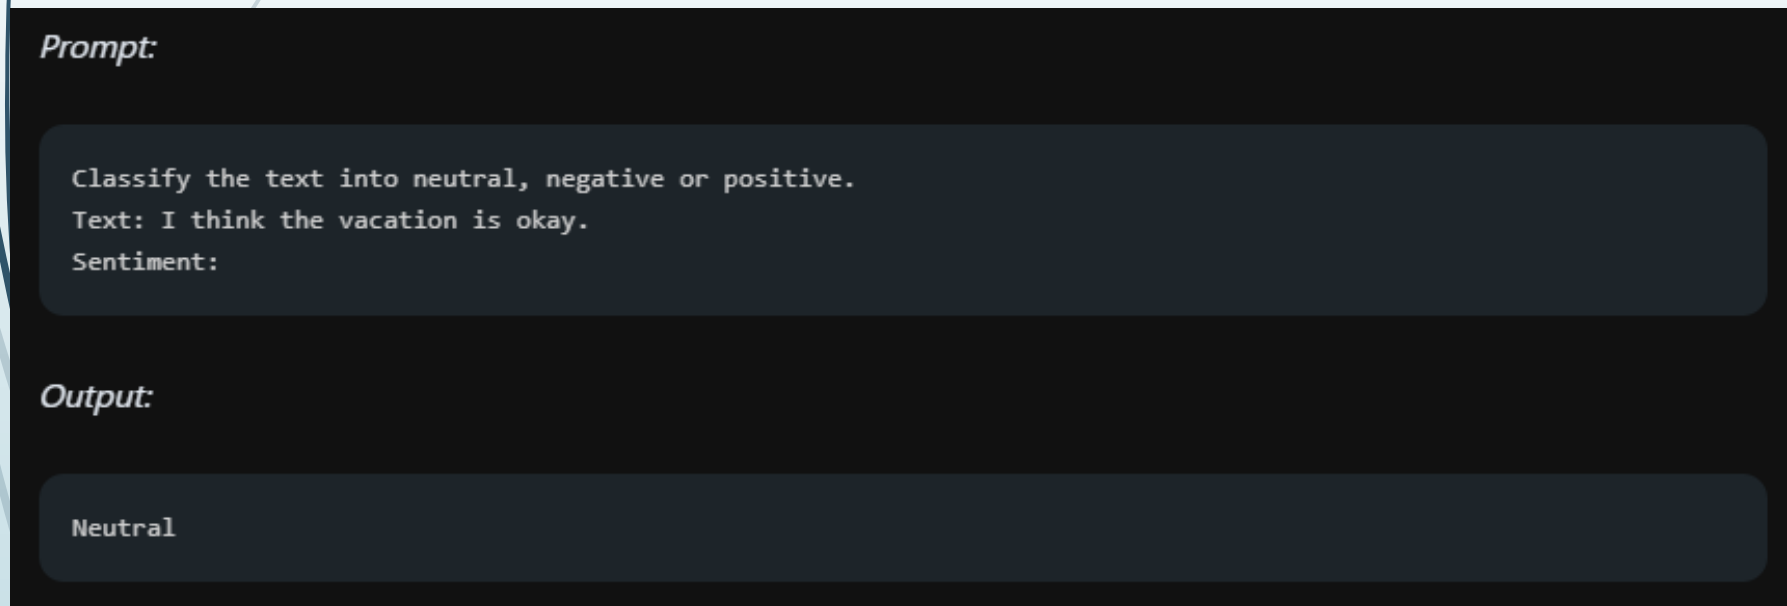 Prompt:
Classify the text into neutral, negative or positive.
Text: I think the vacation is okay.
Sentiment:
Output:
Neutral